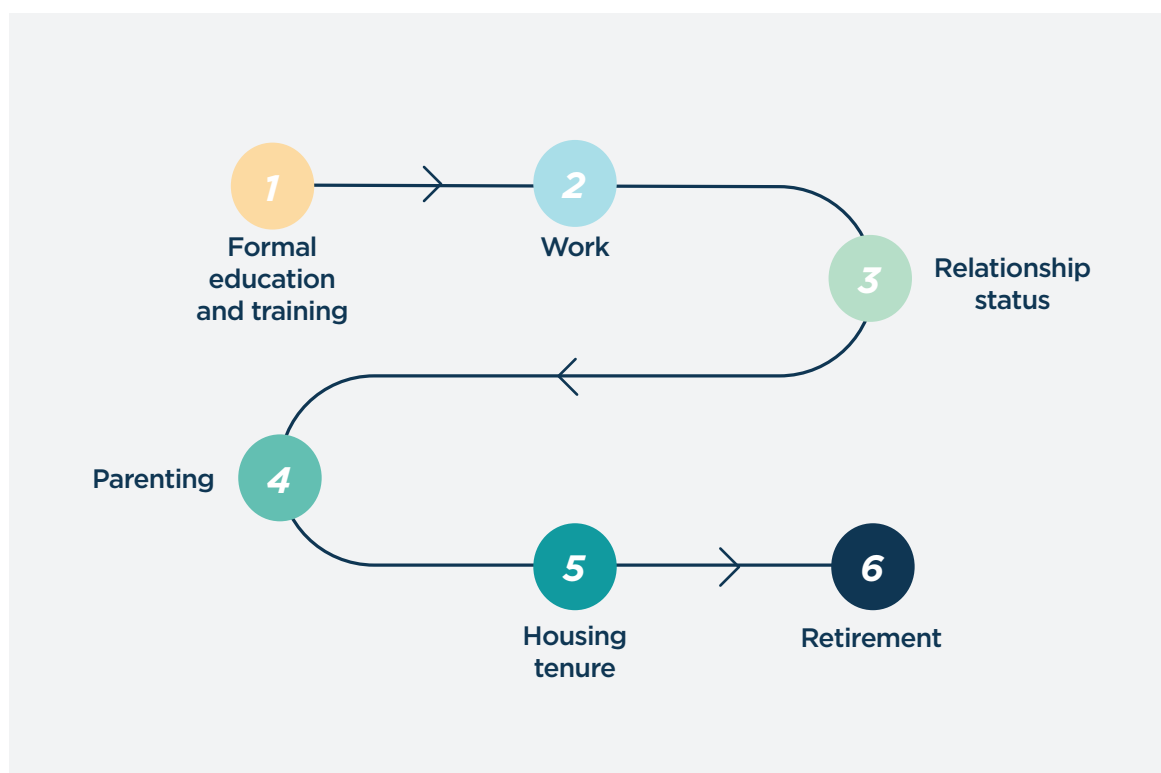 1
Formal
education
and training
2
Work
3
Relationship
status
4
Parenting
5
Housing
tenure
6
Retirement